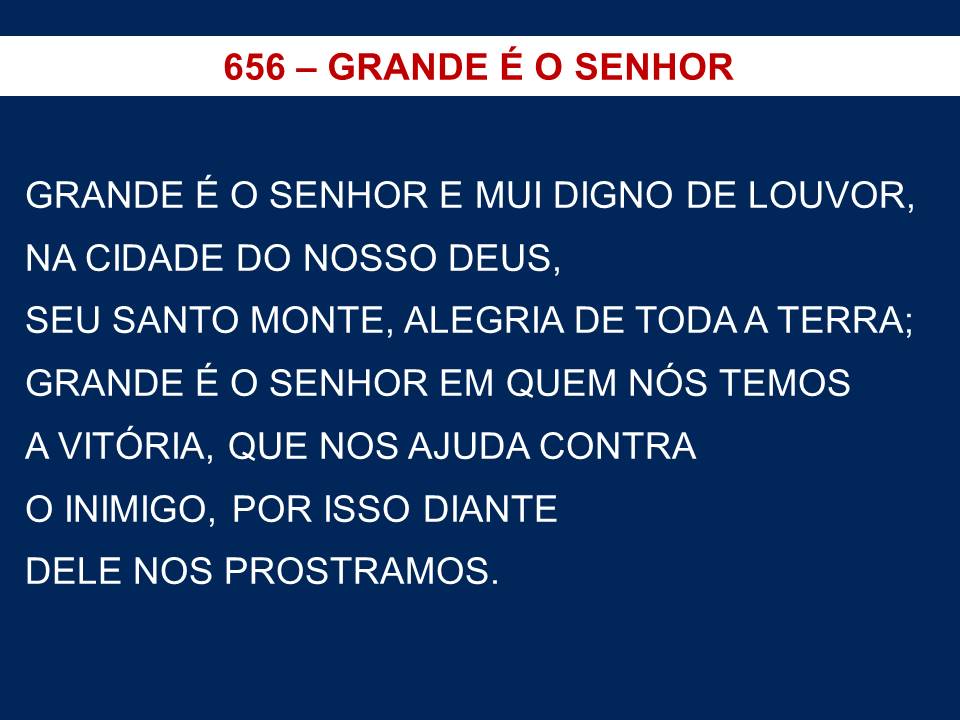 656 – GRANDE É O SENHOR
GRANDE É O SENHOR E MUI DIGNO DE LOUVOR,
NA CIDADE DO NOSSO DEUS,
SEU SANTO MONTE, ALEGRIA DE TODA A TERRA;
GRANDE É O SENHOR EM QUEM NÓS TEMOS
A VITÓRIA, QUE NOS AJUDA CONTRA
O INIMIGO, POR ISSO DIANTE
DELE NOS PROSTRAMOS.